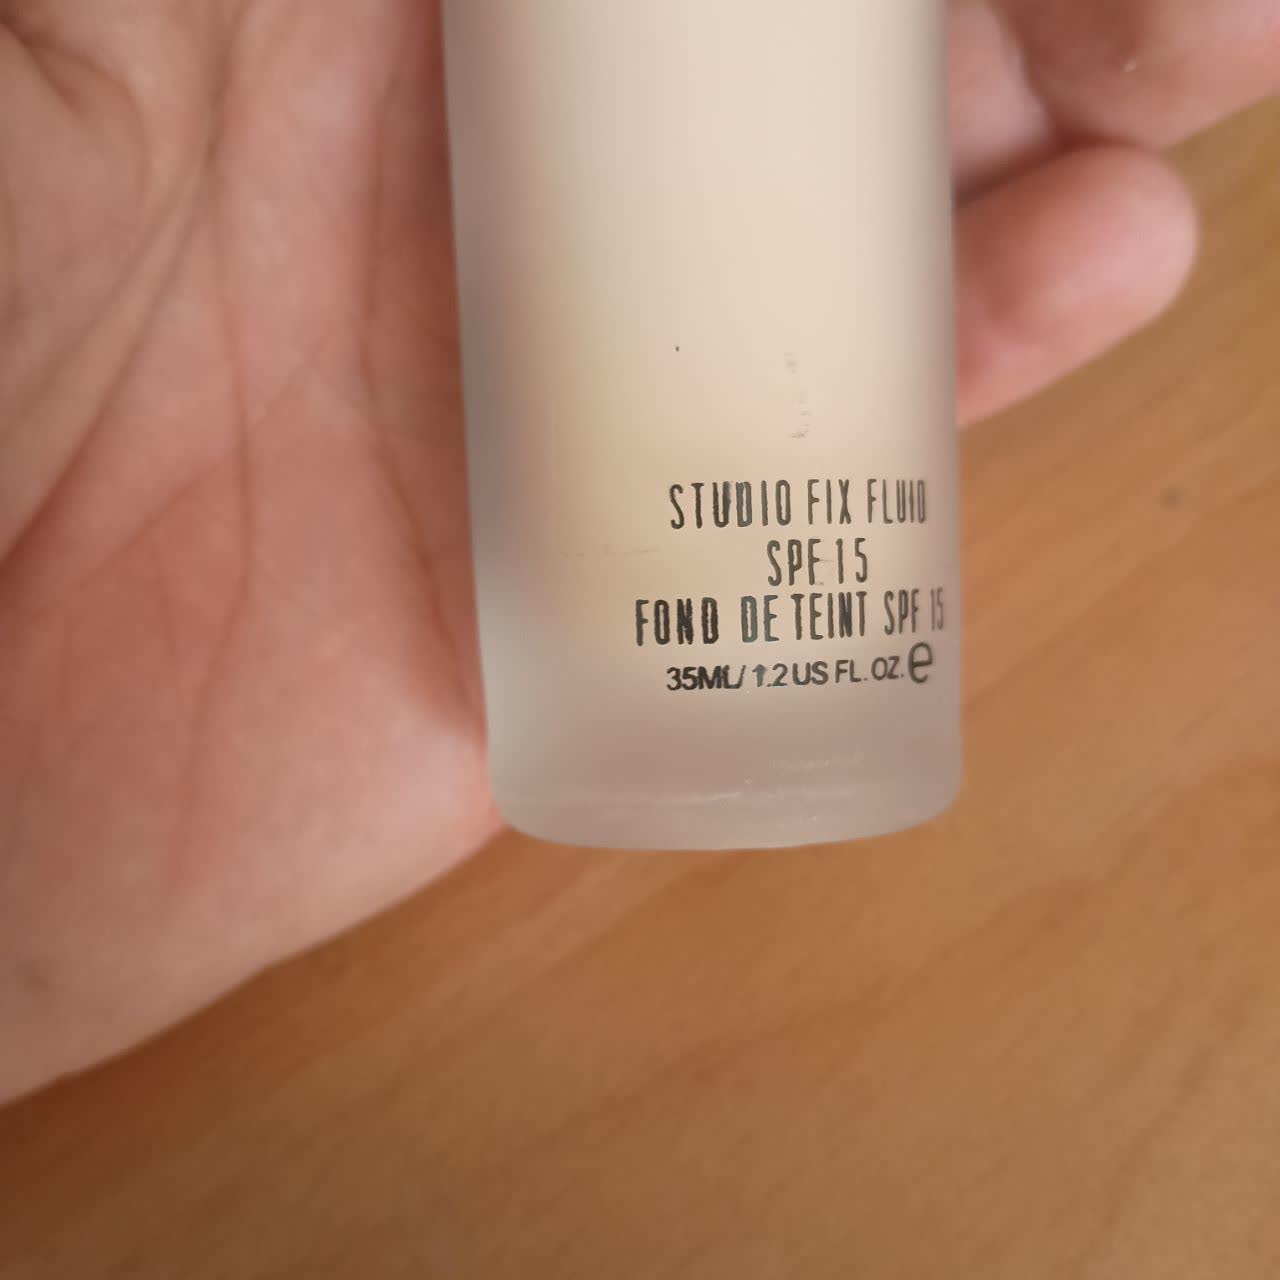 STUDIO FIX FLUID
SPF 15
FOND DE TEINT SPF 15
35ML/1.2 US FL. OZ. e